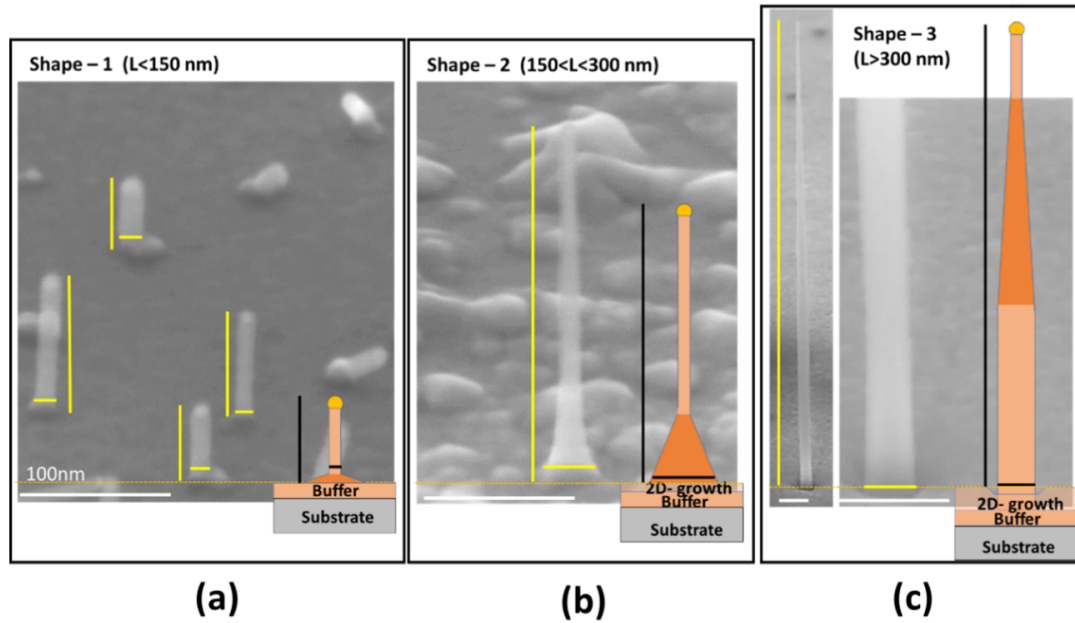 Shape – 1 (L<150 nm)
100nm
Buffer
Substrate
(a)
Shape – 2 (150<L<300 nm)
2D- growth
Buffer
Substrate
(b)
Shape – 3
(L>300 nm)
2D- growth
Buffer
Substrate
(c)